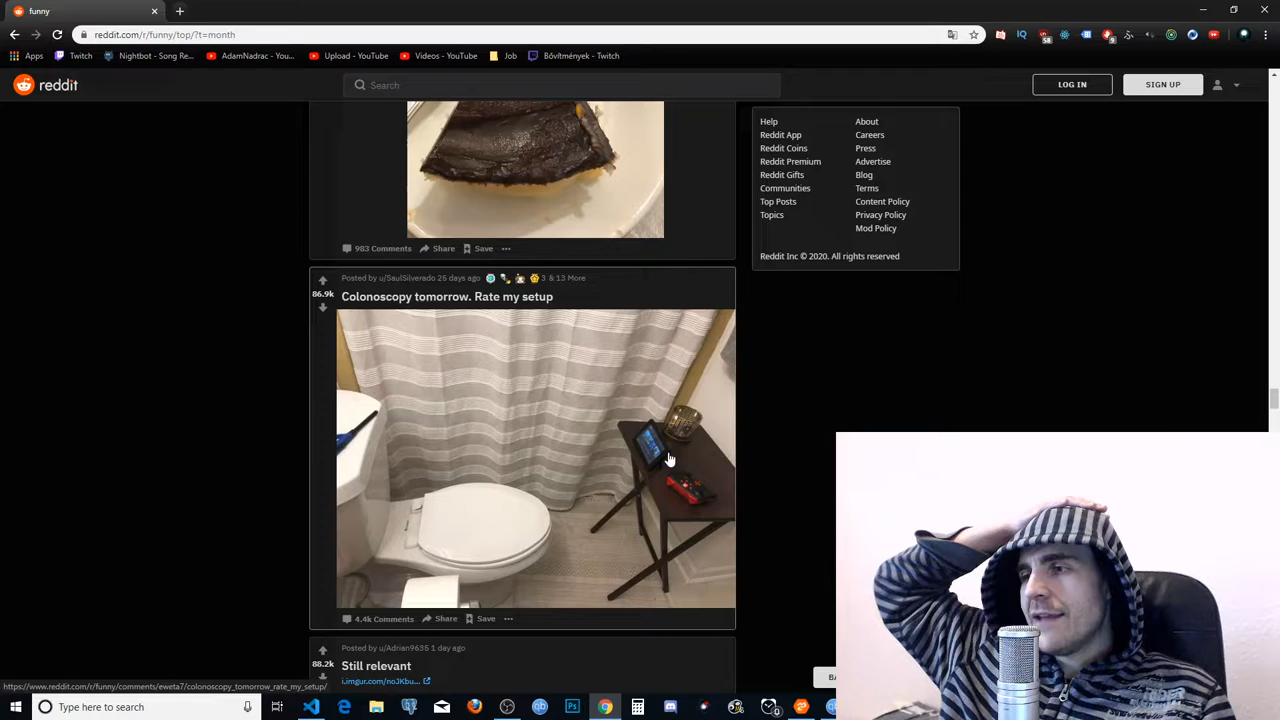 funny
reddit.com/r/funny/top/?t=month
Apps
Twitch
Nightbot - Song Re...
AdamNadrac - You...
Upload - YouTube
Videos - YouTube
Job
Bővítmények - Twitch
reddit
Search
LOG IN
SIGN UP
983 Comments
Share
Save
Posted by u/SaulSilverado 25 days ago
3 & 13 More
86.9k
Colonoscopy tomorrow. Rate my setup
4.4k Comments
Share
Save
Posted by u/Adrian9635 1 day ago
88.2k
Still relevant
i.imgur.com/noJKbu...
Help
About
Reddit App
Careers
Reddit Coins
Press
Reddit Premium
Advertise
Reddit Gifts
Blog
Communities
Terms
Top Posts
Content Policy
Topics
Privacy Policy
Mod Policy
Reddit Inc © 2020. All rights reserved
https://www.reddit.com/r/funny/comments/eweta7/colonoscopy_tomorrow_rate_my_setup/
Type here to search